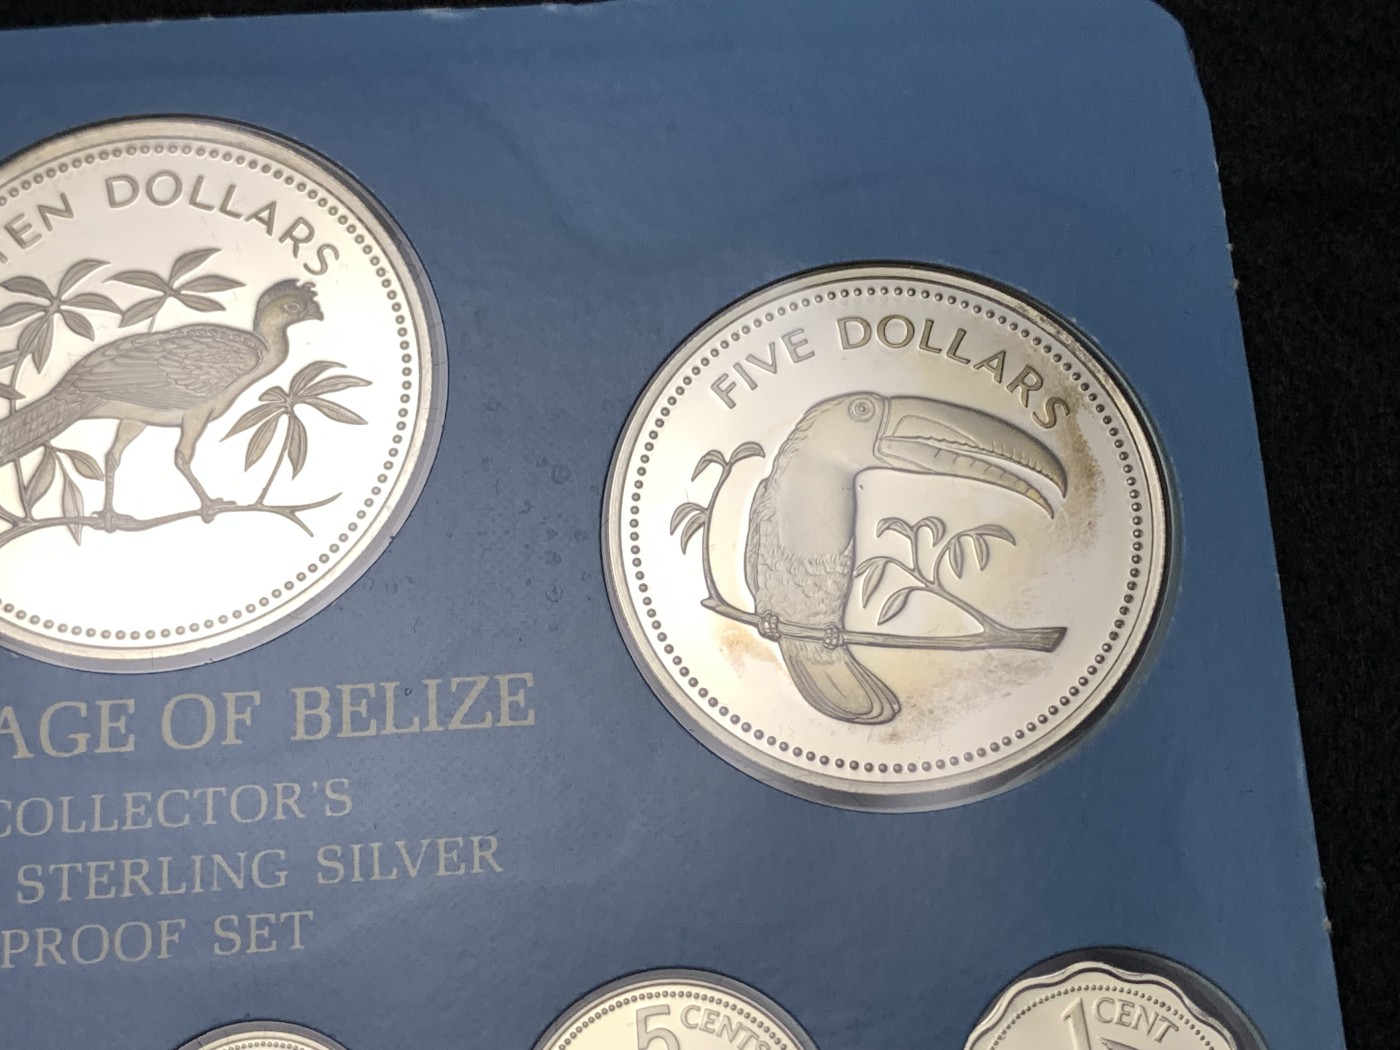 TEN DOLLARS
FIVE DOLLARS
AGE OF BELIZE
COLLECTOR'S
STERLING SILVER
PROOF SET
5 CENTS
1 CENT